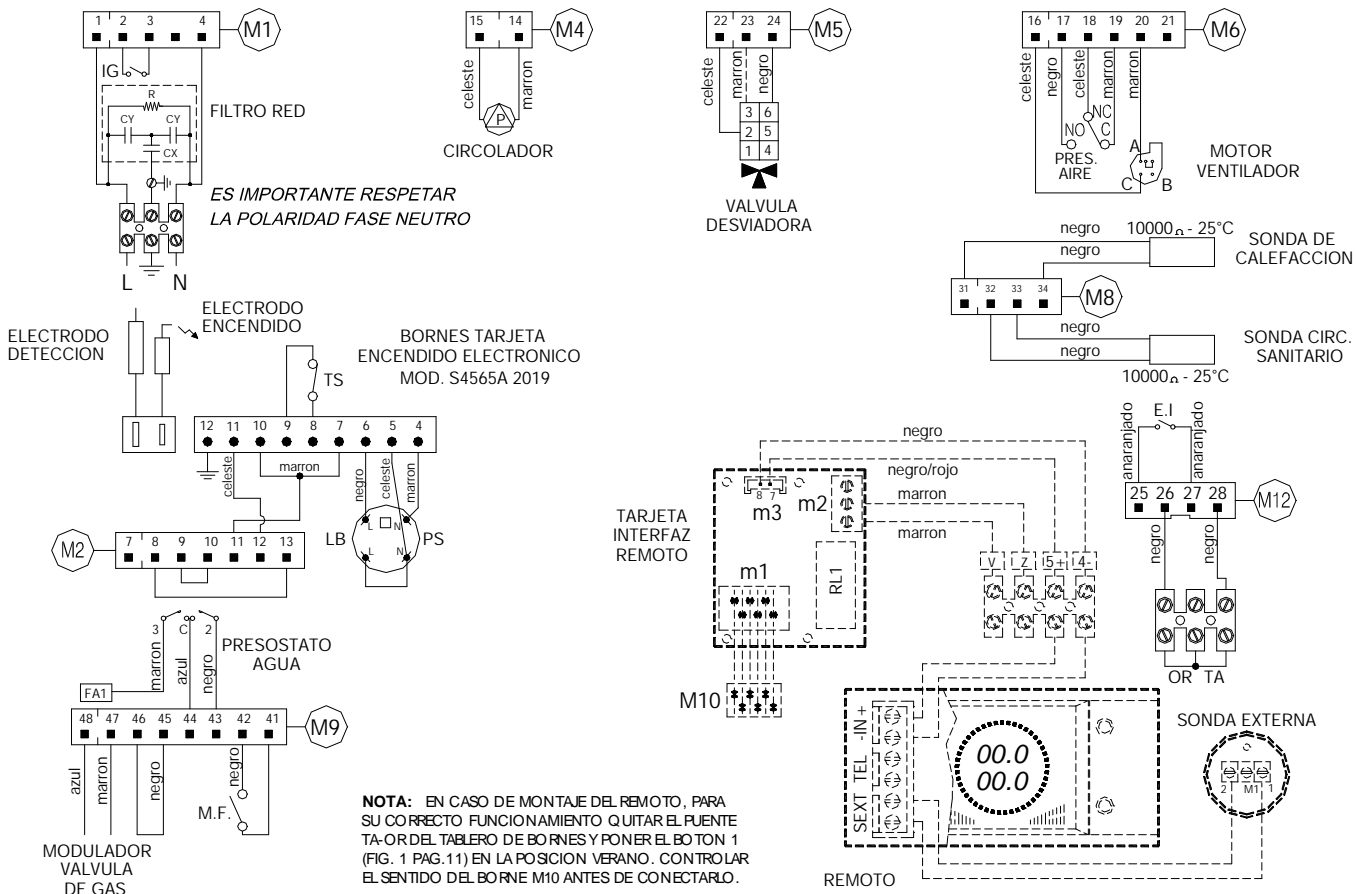 1 2 3 4
M1
IG
R
CY CY
CX
FILTRO RED
ES IMPORTANTE RESPETAR
LA POLARIDAD FASE NEUTRO
L N
15 14
M4
celeste
marron
P
CIRCOLADOR
22 23 24
M5
celeste
marron
negro
3 6
2 5
1 4
VALVULA
DESVIADORA
16 17 18 19 20 21
M6
celeste
negro
celeste
marron
marron
NO
NC
C
PRES.
AIRE
A
C B
MOTOR
VENTILADOR
negro
negro
10000Ω - 25°C
SONDA DE
CALEFACCION
31 32 33 34
M8
negro
negro
10000Ω - 25°C
SONDA CIRC.
SANITARIO
ELECTRODO
DETECCION
ELECTRODO
ENCENDIDO
BORNES TARJETA
ENCENDIDO ELECTRONICO
MOD. S4565A 2019
TS
12 11 10 9 8 7 6 5 4
celeste
marron
negro
celeste
marron
LB
L N
L N
PS
M2
7 8 9 10 11 12 13
3 C 2
PRESOSTATO
AGUA
marron
azul
negro
FA1
48 47 46 45 44 43 42 41
M9
azul
marron
negro
negro
M.F.
MODULADOR
VALVULA
DE GAS
negro
negro/rojo
marron
marron
TARJETA
INTERFAZ
REMOTO
8 7
m3
m2
m1
RL1
M10
V Z 5+ 4-
anaranjado
E.I
anaranjado
25 26 27 28
M12
negro
negro
OR TA
-IN +
TEL
SEXT
00.0
00.0
REMOTO
SONDA EXTERNA
2 M1 1
NOTA: EN CASO DE MONTAJE DEL REMOTO, PARA
SU CORRECTO FUNCIONAMIENTO QUITAR EL PUENTE
TA-OR DEL TABLERO DE BORNES Y PONER EL BOTON 1
(FIG. 1 PAG.11) EN LA POSICION VERANO. CONTROLAR
EL SENTIDO DEL BORNE M10 ANTES DE CONECTARLO.